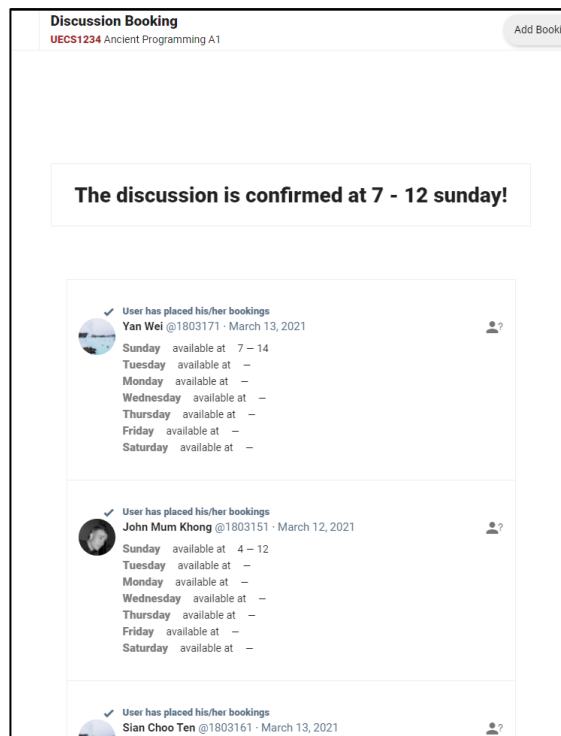 Discussion Booking
UECS1234 Ancient Programming A1
Add Booki
The discussion is confirmed at 7 - 12 sunday!
User has placed his/her bookings
Yan Wei @1803171 · March 13, 2021
Sunday available at 7 — 14
Tuesday available at —
Monday available at —
Wednesday available at —
Thursday available at —
Friday available at —
Saturday available at —
User has placed his/her bookings
John Mum Khong @1803151 · March 12, 2021
Sunday available at 4 — 12
Tuesday available at —
Monday available at —
Wednesday available at —
Thursday available at —
Friday available at —
Saturday available at —
User has placed his/her bookings
Sian Choo Ten @1803161 · March 13, 2021